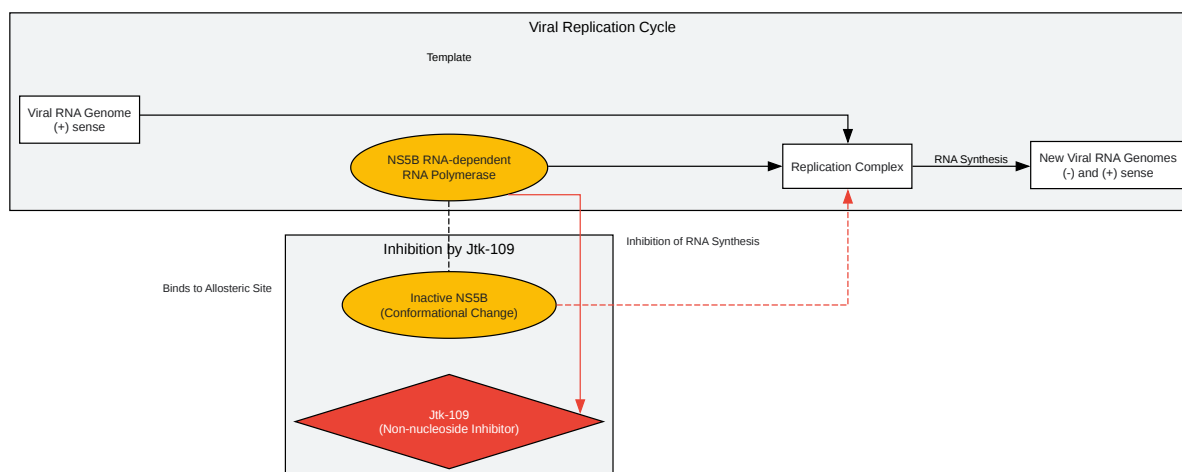 Viral Replication Cycle
Template
Viral RNA Genome
(+) sense
NS5B RNA-dependent
RNA Polymerase
Replication Complex
RNA Synthesis
New Viral RNA Genomes
(-) and (+) sense
Inhibition by Jtk-109
Inhibition of RNA Synthesis
Binds to Allosteric Site
Inactive NS5B
(Conformational Change)
Jtk-109
(Non-nucleoside Inhibitor)